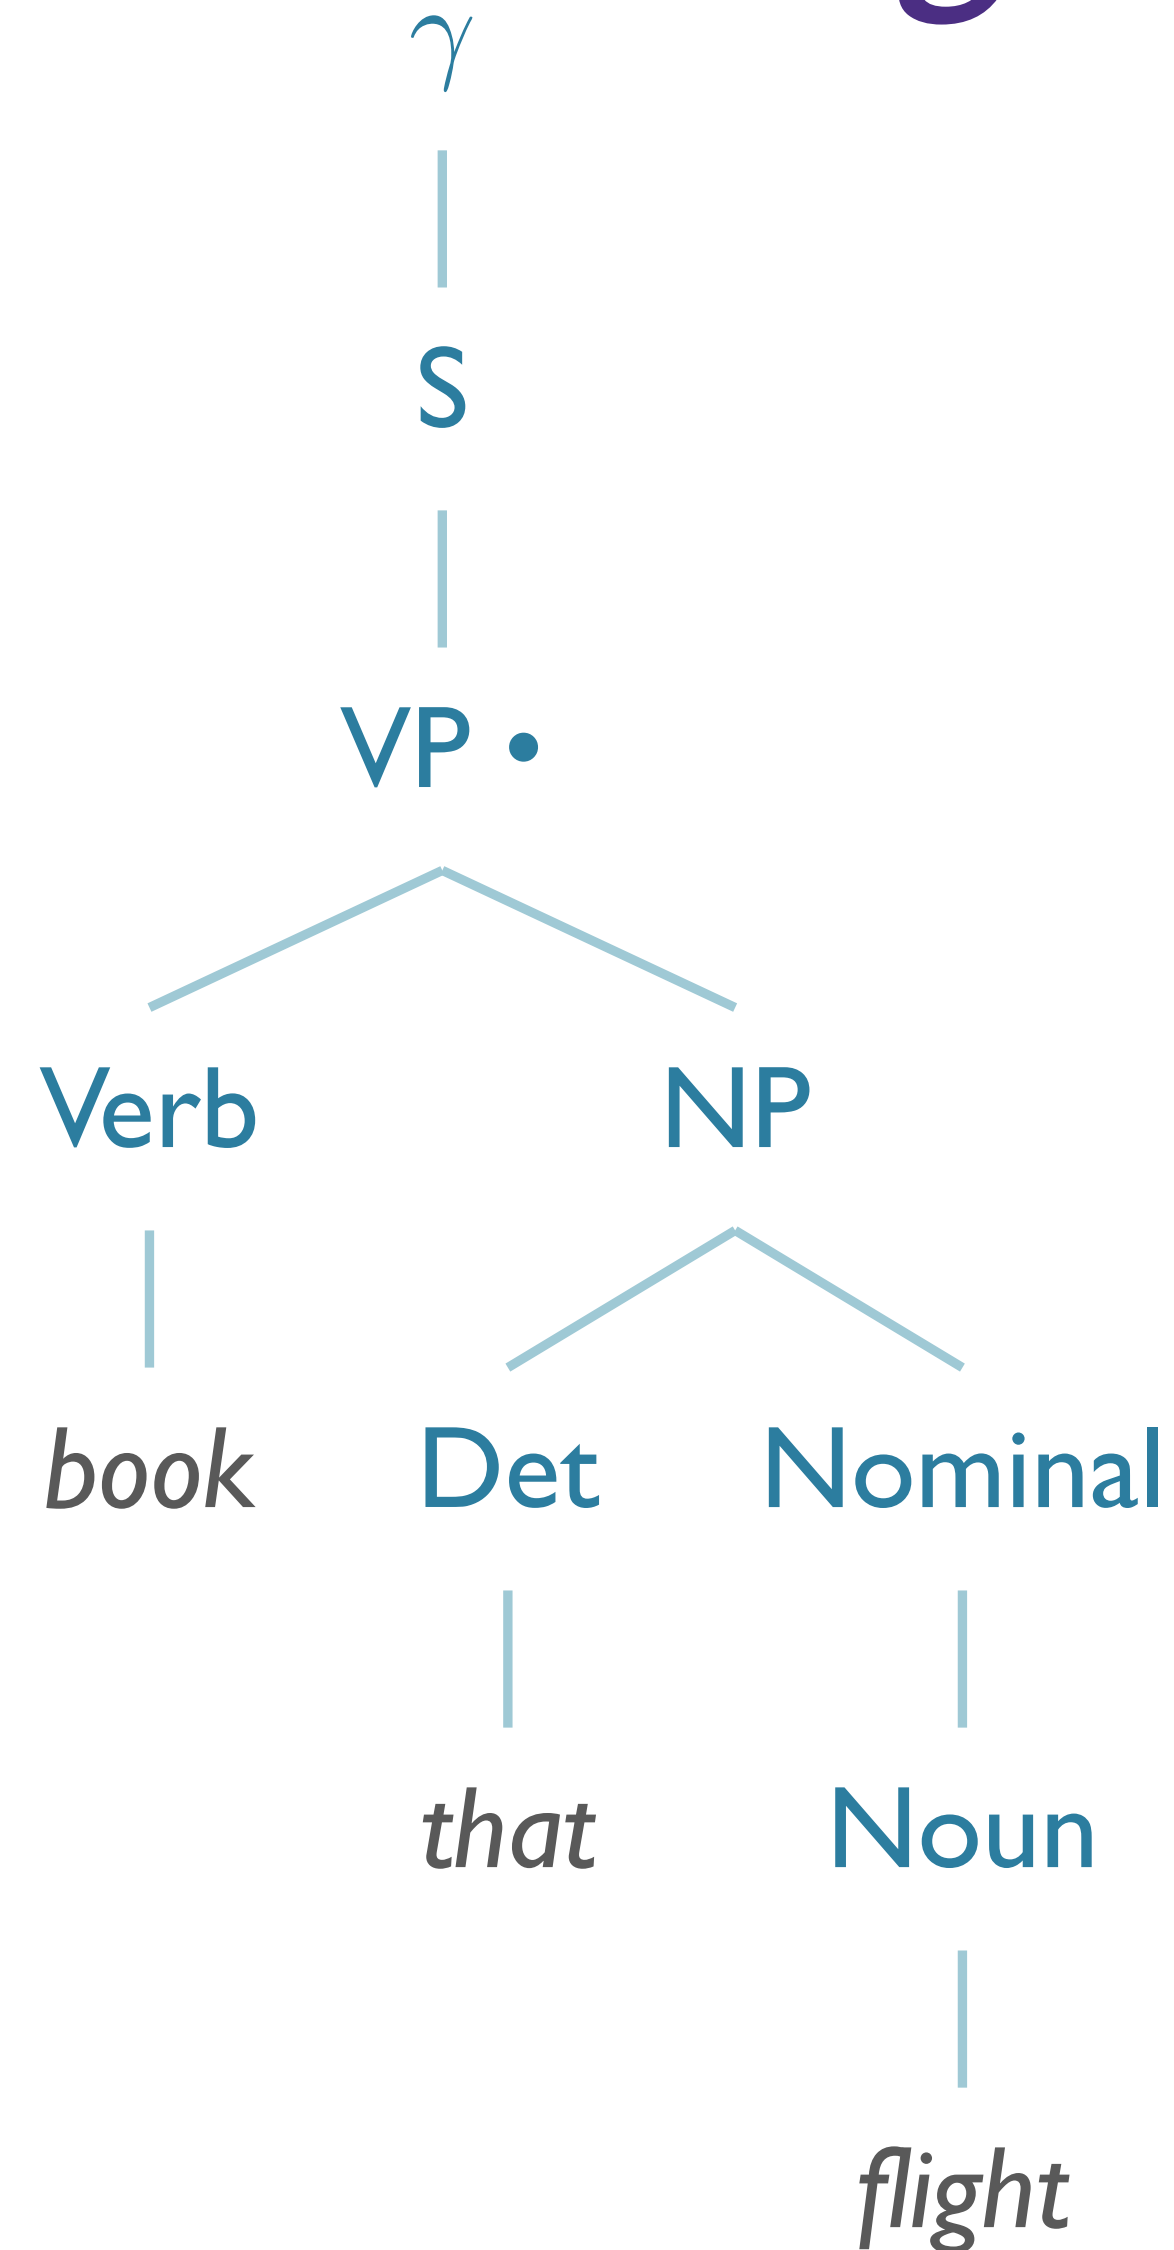 γ
S
VP •
Verb NP
book Det Nominal
that Noun
flight